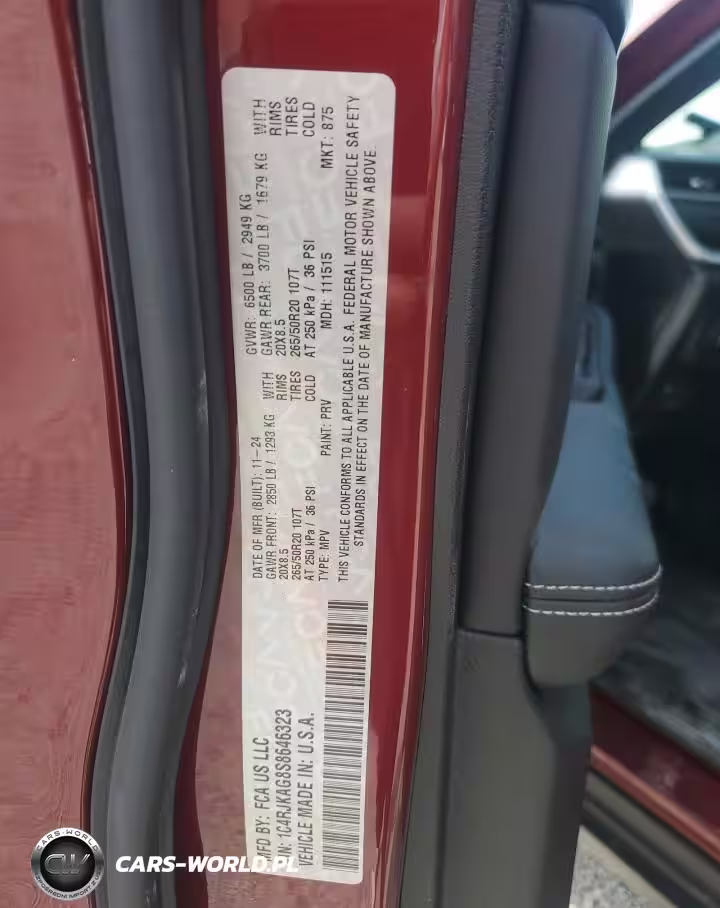 MFD BY: FCA US LLC
VIN: 1C4RJKAG8S8646323
VEHICLE MADE IN: U.S.A.
DATE OF MFR (BUILT): 11-24 GVWR: 6500 LB / 2949 KG
GAWR FRONT: 2850 LB / 1293 KG WITH GAWR REAR: 3700 LB / 1679 KG WITH
20X8.5 RIMS 20X8.5 RIMS
265/50R20 107T TIRES 265/50R20 107T TIRES
AT 250 kPa / 36 PSI COLD AT 250 kPa / 36 PSI COLD
TYPE: MPV PAINT: PRV MDH: 111515 MKT: 875
THIS VEHICLE CONFORMS TO ALL APPLICABLE U.S.A. FEDERAL MOTOR VEHICLE SAFETY
STANDARDS IN EFFECT ON THE DATE OF MANUFACTURE SHOWN ABOVE.
CARS-WORLD
CW
CARS-WORLD.PL